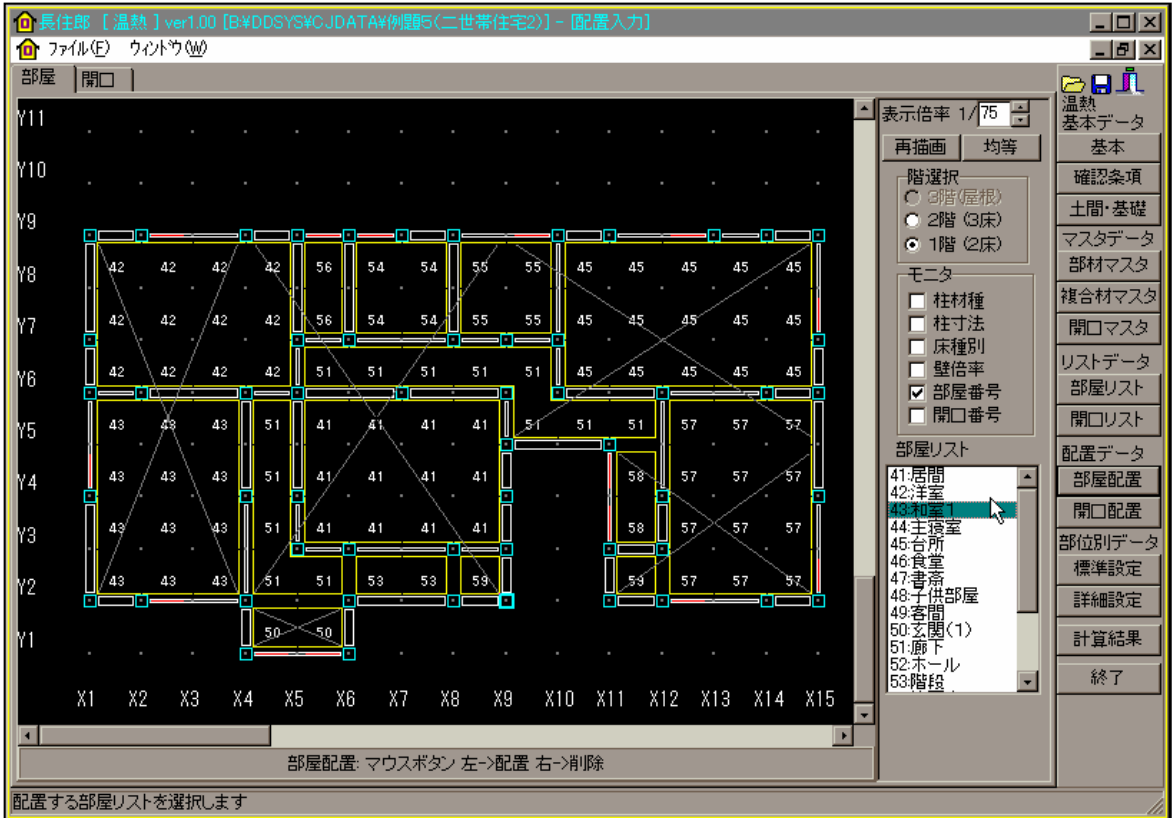 長住郎 [温熱] ver1.00 [B:¥DDSYS¥CJDATA¥例題5(二世帯住宅2)] - [配置入力]
ファイル(F) ウィンドウ(W)
部屋 開口
Y11
Y10
Y9
Y8 42 42 42 42 56 54 54 55 55 45 45 45 45 45
Y7 42 42 42 42 56 54 54 55 55 45 45 45 45 45
Y6 42 42 42 42 51 51 51 51 51 45 45 45 45 45
Y5 43 43 43 51 41 41 41 41 51 51 51 57 57 57
Y4 43 43 43 51 41 41 41 41 58 57 57 57
Y3 43 43 43 51 41 41 41 41 58 57 57 57
Y2 43 43 43 51 51 53 53 59 59 57 57 57
Y1 50 50
X1 X2 X3 X4 X5 X6 X7 X8 X9 X10 X11 X12 X13 X14 X15
部屋配置: マウスボタン 左->配置 右->削除
配置する部屋リストを選択します
表示倍率 1/75
再描画 均等
階選択
3階(屋根)
2階 (3床)
1階 (2床)
モニタ
柱材種
柱寸法
床種別
壁倍率
部屋番号
開口番号
部屋リスト
41:居間
42:洋室
43:和室1
44:主寝室
45:台所
46:食堂
47:書斎
48:子供部屋
49:客間
50:玄関(1)
51:廊下
52:ホール
53:階段
温熱
基本データ
基本
確認条項
土間・基礎
マスタデータ
部材マスタ
複合材マスタ
開口マスタ
リストデータ
部屋リスト
開口リスト
配置データ
部屋配置
開口配置
部位別データ
標準設定
詳細設定
計算結果
終了